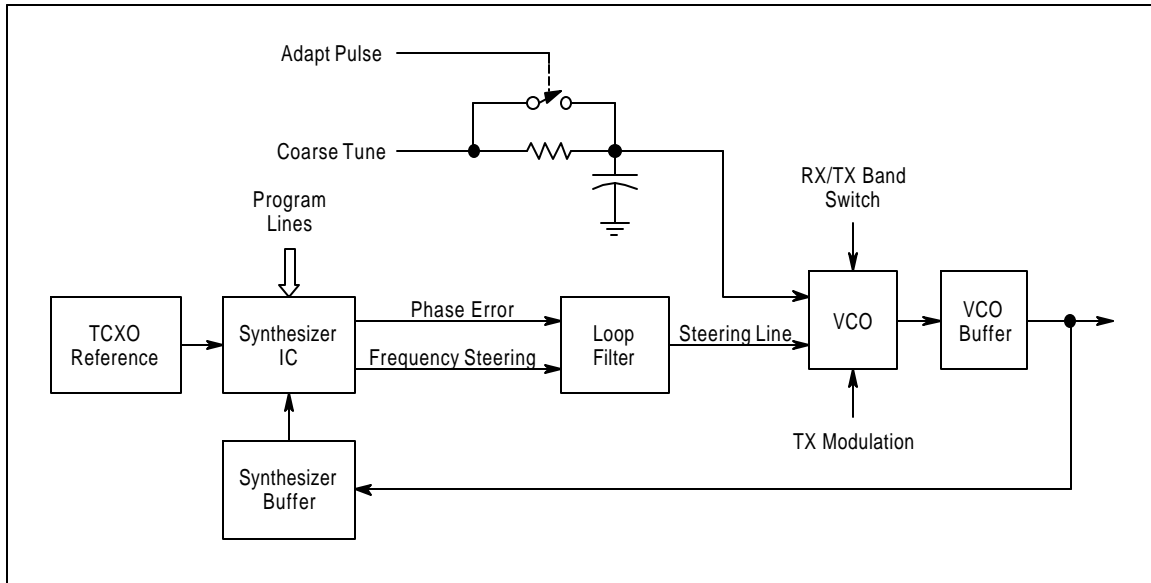 Adapt Pulse
Coarse Tune
Program
Lines
RX/TX Band
Switch
TCXO
Reference
Synthesizer
IC
Phase Error
Frequency Steering
Loop
Filter
Steering Line
VCO
VCO
Buffer
TX Modulation
Synthesizer
Buffer